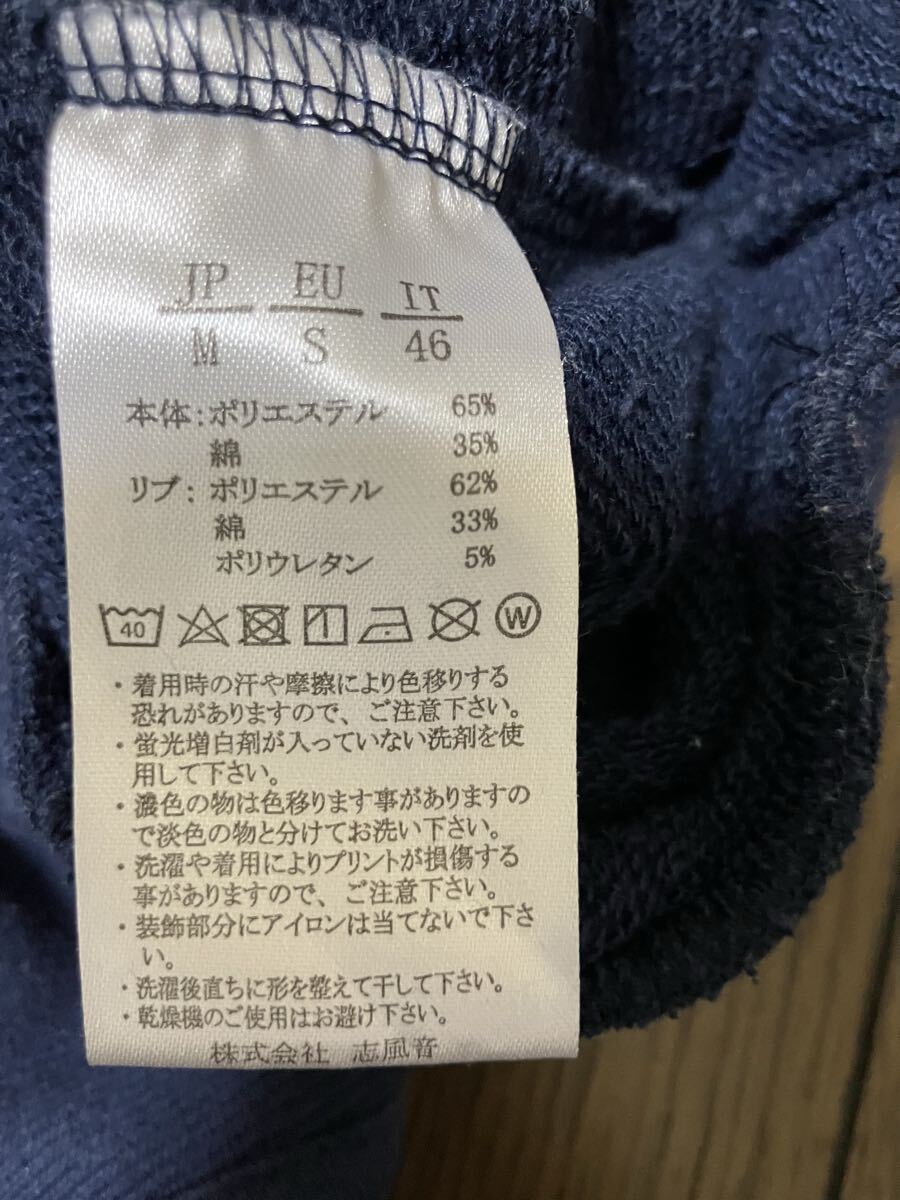 JP EU IT
M S 46
本体：ポリエステル 65%
綿 35%
リブ：ポリエステル 62%
綿 33%
ポリウレタン 5%
40 W
・着用時の汗や摩擦により色移りする
恐れがありますので、ご注意下さい。
・蛍光増白剤が入っていない洗剤を使
用して下さい。
・濃色の物は色移ります事がありますの
で淡色の物と分けてお洗い下さい。
・洗濯や着用によりプリントが損傷する
事がありますので、ご注意下さい。
・装飾部分にアイロンは当てないで下さ
い。
・洗濯後直ちに形を整えて干して下さい。
・乾燥機のご使用はお避け下さい。
株式会社 志風音